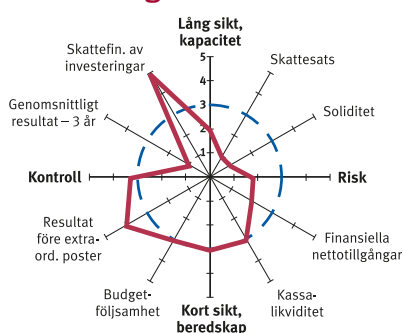 Lång sikt,
kapacitet
Skattefin. av
investeringar
Skattesats
Genomsnittligt
resultat – 3 år
Soliditet
5
4
3
2
1
Kontroll
Risk
Resultat
före extra-
ord. poster
Finansiella
nettotillgångar
Budget-
följsamhet
Kassa-
likviditet
Kort sikt,
beredskap